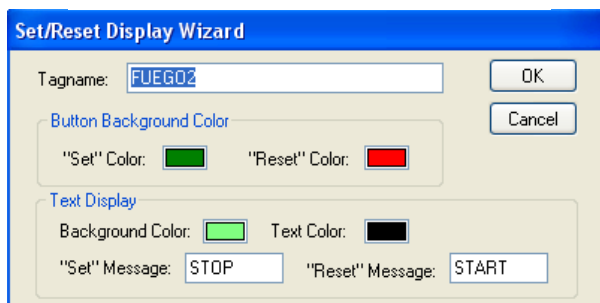 Set/Reset Display Wizard
Tagname: FUEGO2 OK
Cancel
Button Background Color
"Set" Color: "Reset" Color:
Text Display
Background Color: Text Color:
"Set" Message: STOP "Reset" Message: START